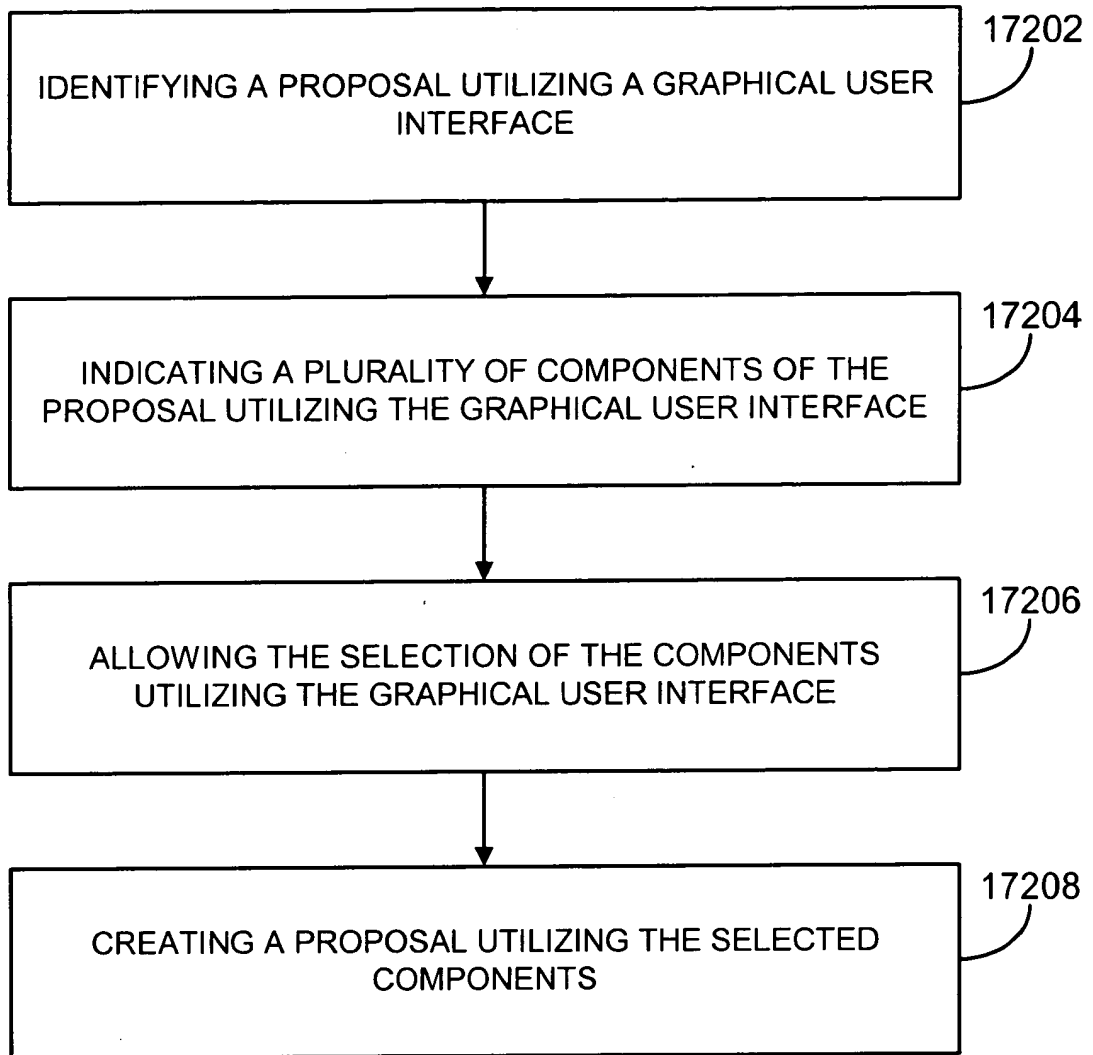 17202
IDENTIFYING A PROPOSAL UTILIZING A GRAPHICAL USER
INTERFACE
17204
INDICATING A PLURALITY OF COMPONENTS OF THE
PROPOSAL UTILIZING THE GRAPHICAL USER INTERFACE
17206
ALLOWING THE SELECTION OF THE COMPONENTS
UTILIZING THE GRAPHICAL USER INTERFACE
17208
CREATING A PROPOSAL UTILIZING THE SELECTED
COMPONENTS